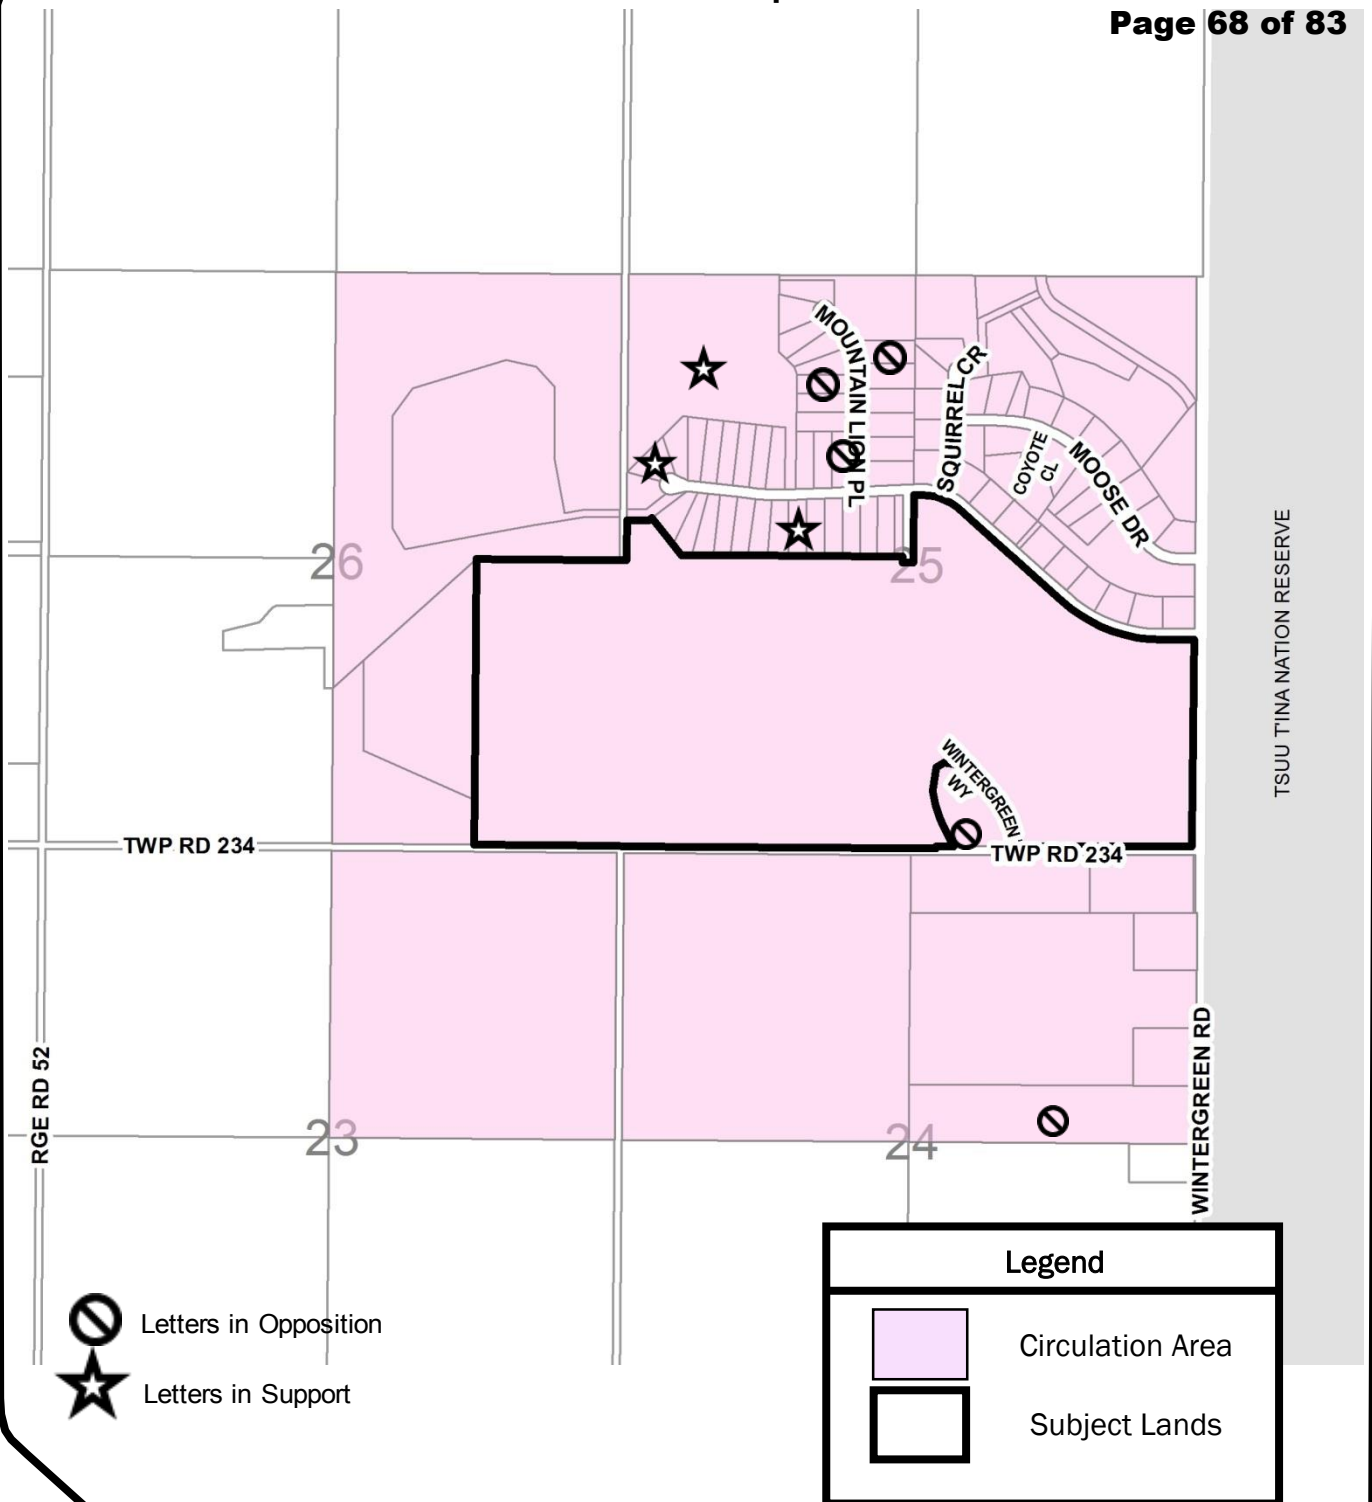 Page 68 of 83
MOUNTAIN LION PL
SQUIRREL CR
COYOTE
CL
MOOSE DR
26
25
TSUU T'INA NATION RESERVE
WINTERGREEN
WY
TWP RD 234
TWP RD 234
RGE RD 52
WINTERGREEN RD
23
24
Legend
Circulation Area
Subject Lands
Letters in Opposition
Letters in Support